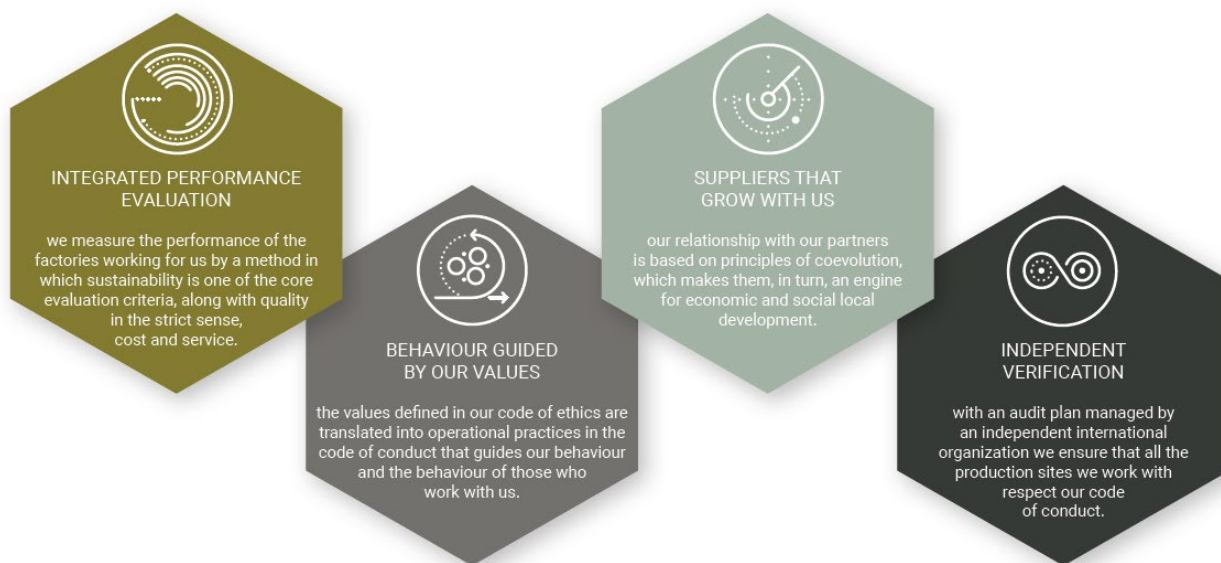 INTEGRATED PERFORMANCE
EVALUATION
we measure the performance of the
factories working for us by a method in
which sustainability is one of the core
evaluation criteria, along with quality
in the strict sense,
cost and service.
BEHAVIOUR GUIDED
BY OUR VALUES
the values defined in our code of ethics are
translated into operational practices in the
code of conduct that guides our behaviour
and the behaviour of those who
work with us.
SUPPLIERS THAT
GROW WITH US
our relationship with our partners
is based on principles of coevolution,
which makes them, in turn, an engine
for economic and social local
development.
INDEPENDENT
VERIFICATION
with an audit plan managed by
an independent international
organization we ensure that all the
production sites we work with
respect our code
of conduct.